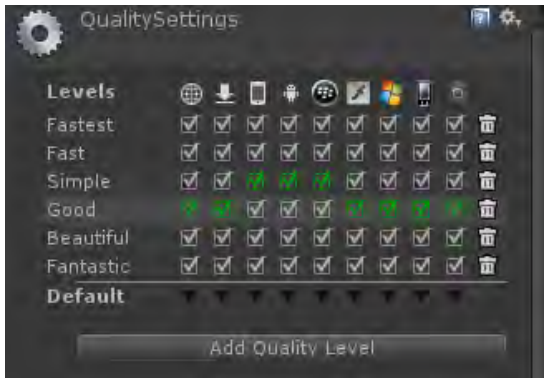 QualitySettings
Levels
Fastest
Fast
Simple
Good
Beautiful
Fantastic
Default
Add Quality Level